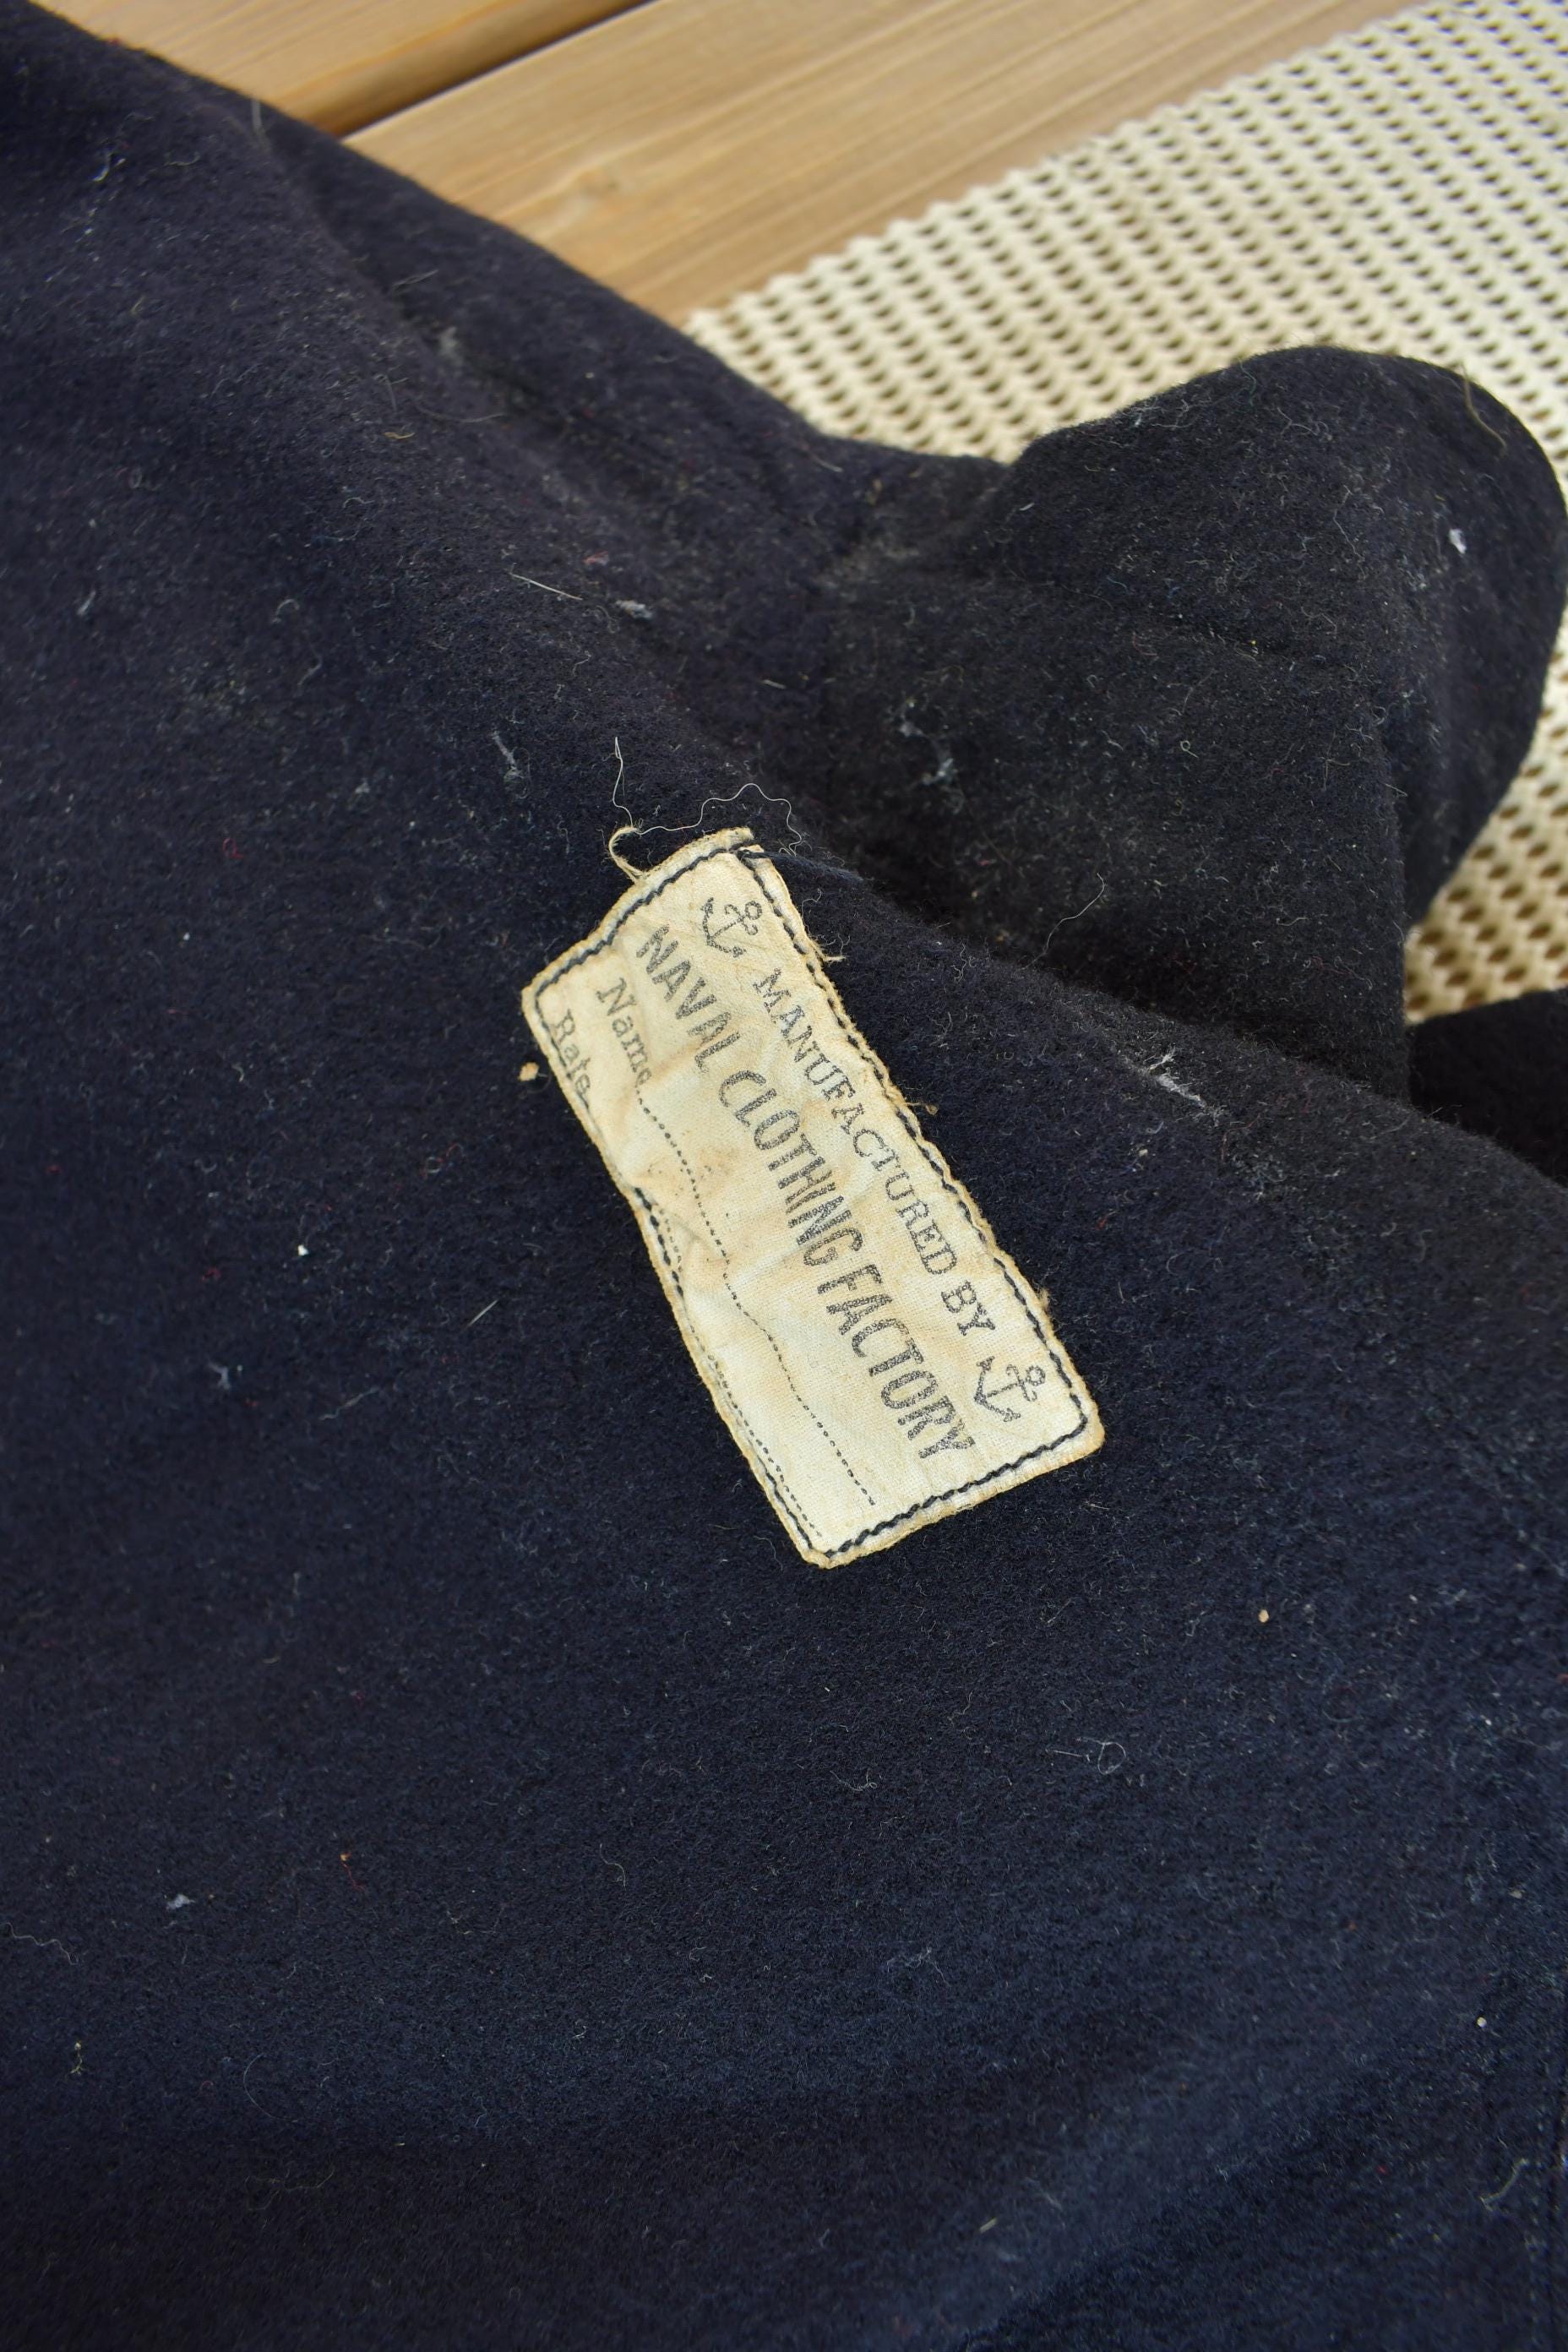 MANUFACTURED BY
NAVAL CLOTHING FACTORY
Name
Rate